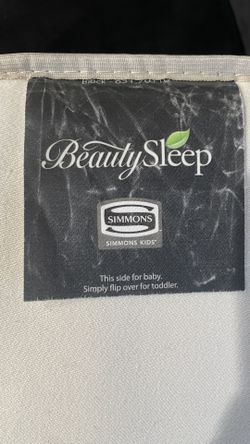 BeautySleep
SIMMONS
SIMMONS KIDS®
This side for baby.
Simply flip over for toddler.